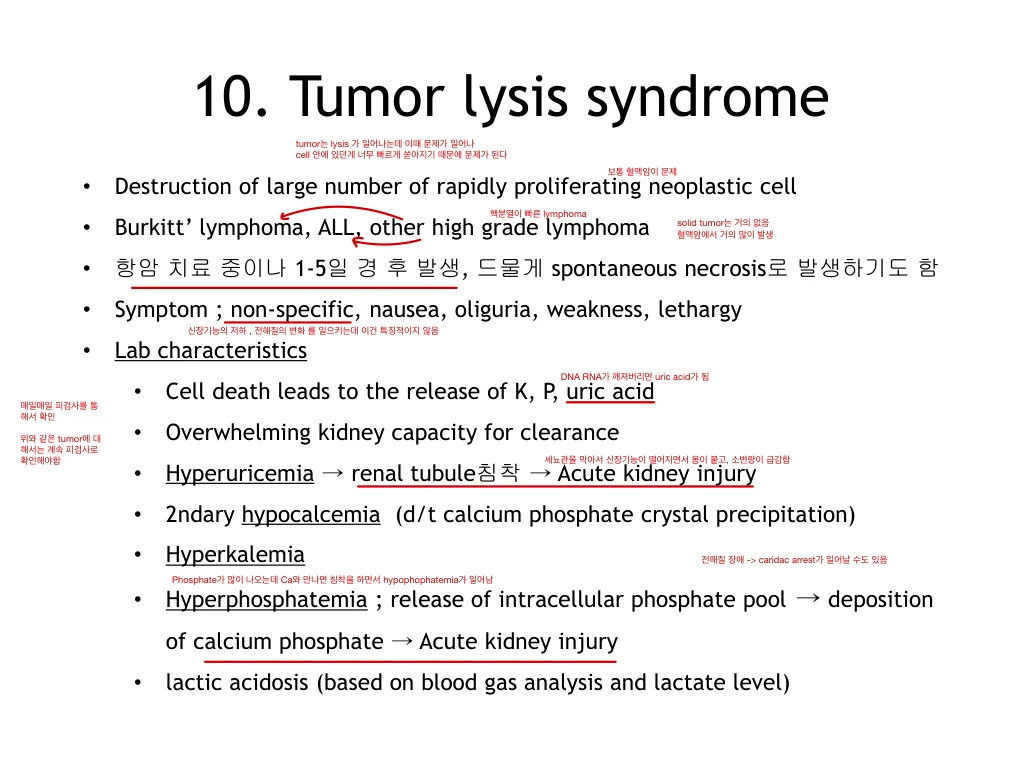 10. Tumor lysis syndrome
tumor는 lysis 가 일어나는데 이때 문제가 일어나
cell 안에 있던게 너무 빠르게 쏟아지기 때문에 문제가 된다
보통 혈액암이 문제
• Destruction of large number of rapidly proliferating neoplastic cell
핵분열이 빠른 lymphoma
• Burkitt’ lymphoma, ALL, other high grade lymphoma
solid tumor는 거의 없음
혈액암에서 거의 많이 발생
• 항암 치료 중이나 1-5일 경 후 발생, 드물게 spontaneous necrosis로 발생하기도 함
• Symptom ; non-specific, nausea, oliguria, weakness, lethargy
신장기능의 저하 , 전해질의 변화 를 일으키는데 이건 특징적이지 않음
• Lab characteristics
DNA RNA가 깨져버리면 uric acid가 됨
• Cell death leads to the release of K, P, uric acid
매일매일 피검사를 통
해서 확인
위와 같은 tumor에 대
해서는 계속 피검사로
확인해야함
• Overwhelming kidney capacity for clearance
세뇨관을 막아서 신장기능이 떨어지면서 몸이 붓고, 소변량이 급감함
• Hyperuricemia → renal tubule침착 → Acute kidney injury
• 2ndary hypocalcemia (d/t calcium phosphate crystal precipitation)
• Hyperkalemia
전해질 장애 -> caridac arrest가 일어날 수도 있음
Phosphate가 많이 나오는데 Ca와 만나면 침착을 하면서 hypophophatemia가 일어남
• Hyperphosphatemia ; release of intracellular phosphate pool → deposition
of calcium phosphate → Acute kidney injury
• lactic acidosis (based on blood gas analysis and lactate level)